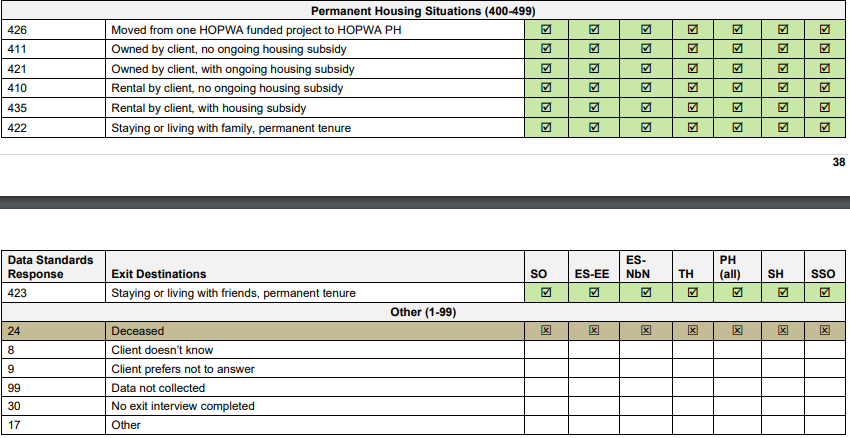 Permanent Housing Situations (400-499)
426 Moved from one HOPWA funded project to HOPWA PH ☑ ☑ ☑ ☑ ☑ ☑ ☑
411 Owned by client, no ongoing housing subsidy ☑ ☑ ☑ ☑ ☑ ☑ ☑
421 Owned by client, with ongoing housing subsidy ☑ ☑ ☑ ☑ ☑ ☑ ☑
410 Rental by client, no ongoing housing subsidy ☑ ☑ ☑ ☑ ☑ ☑ ☑
435 Rental by client, with housing subsidy ☑ ☑ ☑ ☑ ☑ ☑ ☑
422 Staying or living with family, permanent tenure ☑ ☑ ☑ ☑ ☑ ☑ ☑
38
Data Standards
Response
Exit Destinations
SO
ES-EE
ES-
NbN
TH
PH
(all)
SH
SSO
423 Staying or living with friends, permanent tenure ☑ ☑ ☑ ☑ ☑ ☑ ☑
Other (1-99)
24 Deceased ☒ ☒ ☒ ☒ ☒ ☒ ☒
8 Client doesn't know
9 Client prefers not to answer
99 Data not collected
30 No exit interview completed
17 Other